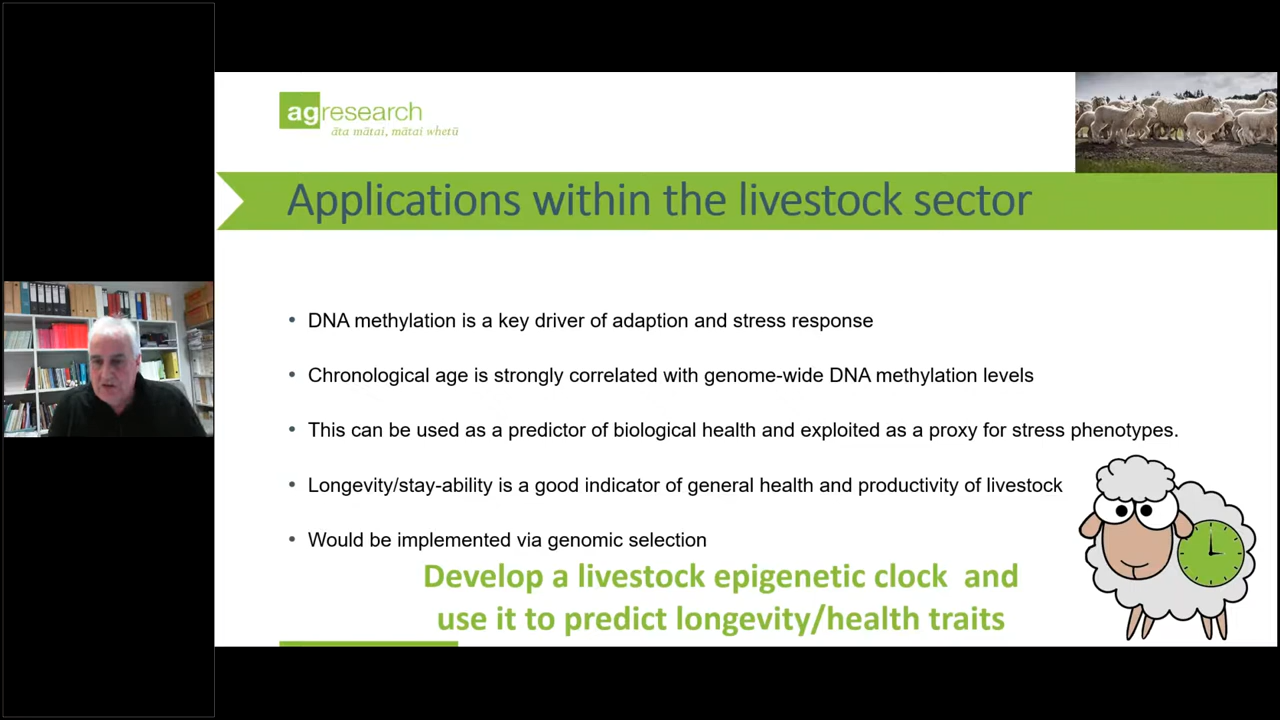 agresearch
āta mātai, mātai whetū
Applications within the livestock sector
• DNA methylation is a key driver of adaption and stress response
• Chronological age is strongly correlated with genome-wide DNA methylation levels
• This can be used as a predictor of biological health and exploited as a proxy for stress phenotypes.
• Longevity/stay-ability is a good indicator of general health and productivity of livestock
• Would be implemented via genomic selection
Develop a livestock epigenetic clock and
use it to predict longevity/health traits